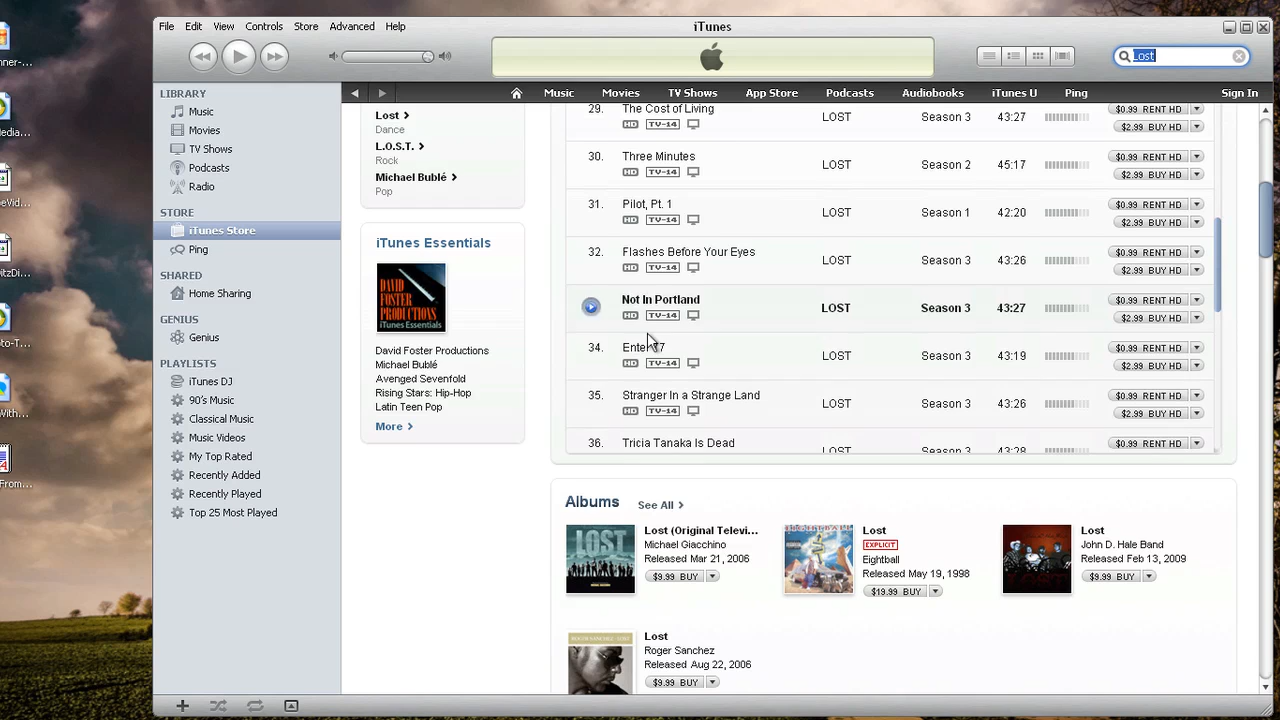 File Edit View Controls Store Advanced Help
iTunes
Lost
LIBRARY
Music
Movies
TV Shows
Podcasts
Radio
STORE
iTunes Store
Ping
SHARED
Home Sharing
GENIUS
Genius
PLAYLISTS
iTunes DJ
90's Music
Classical Music
Music Videos
My Top Rated
Recently Added
Recently Played
Top 25 Most Played
Music Movies TV Shows App Store Podcasts Audiobooks iTunes U Ping Sign In
Lost >
Dance
L.O.S.T. >
Rock
Michael Bublé >
Pop
iTunes Essentials
DAVID
FOSTER
PRODUCTIONS
iTunes Essentials
David Foster Productions
Michael Bublé
Avenged Sevenfold
Rising Stars: Hip-Hop
Latin Teen Pop
More >
29. The Cost of Living LOST Season 3 43:27 $0.99 RENT HD
HD TV-14 $2.99 BUY HD
30. Three Minutes LOST Season 2 45:17 $0.99 RENT HD
HD TV-14 $2.99 BUY HD
31. Pilot, Pt. 1 LOST Season 1 42:20 $0.99 RENT HD
HD TV-14 $2.99 BUY HD
32. Flashes Before Your Eyes LOST Season 3 43:26 $0.99 RENT HD
HD TV-14 $2.99 BUY HD
Not In Portland LOST Season 3 43:27 $0.99 RENT HD
HD TV-14 $2.99 BUY HD
34. Enter 77 LOST Season 3 43:19 $0.99 RENT HD
HD TV-14 $2.99 BUY HD
35. Stranger In a Strange Land LOST Season 3 43:26 $0.99 RENT HD
HD TV-14 $2.99 BUY HD
36. Tricia Tanaka Is Dead LOST Season 3 43:28 $0.99 RENT HD
Albums See All >
LOST
Lost (Original Televi...
Michael Giacchino
Released Mar 21, 2006
$9.99 BUY
Lost
EXPLICIT
Eightball
Released May 19, 1998
$19.99 BUY
Lost
John D. Hale Band
Released Feb 13, 2009
$9.99 BUY
Lost
Roger Sanchez
Released Aug 22, 2006
$9.99 BUY